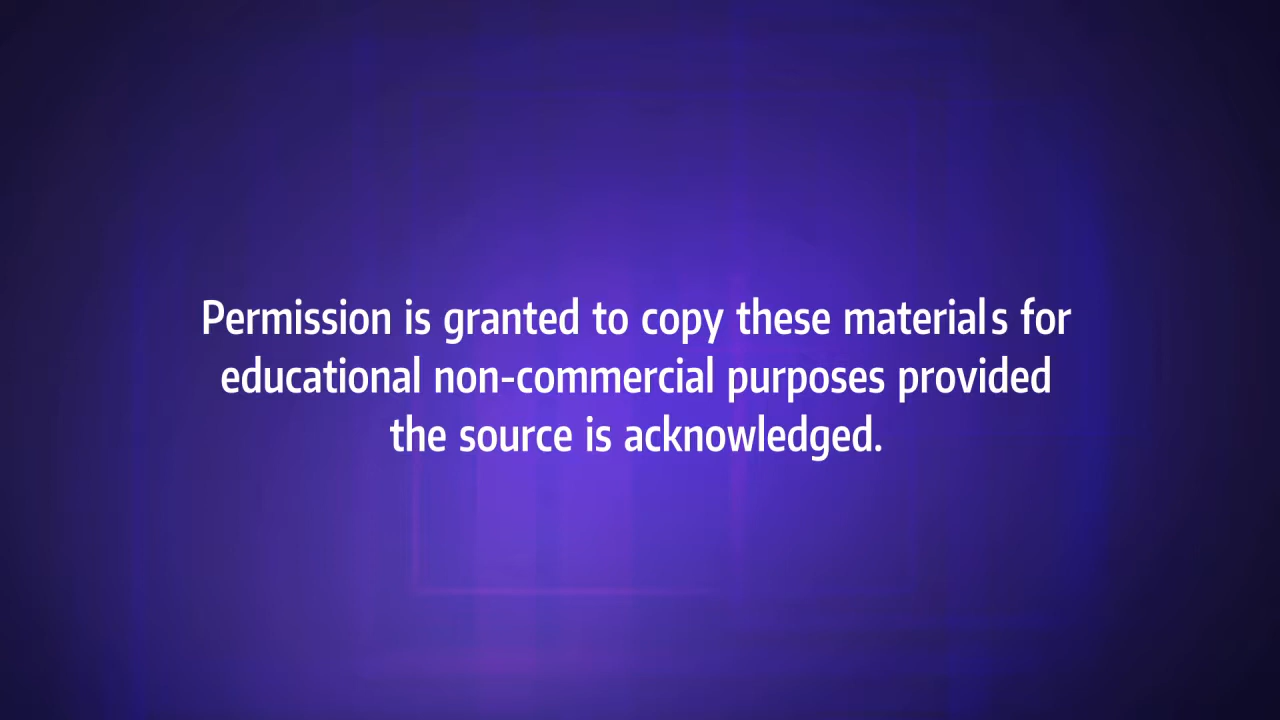 Permission is granted to copy these materials for
educational non-commercial purposes provided
the source is acknowledged.